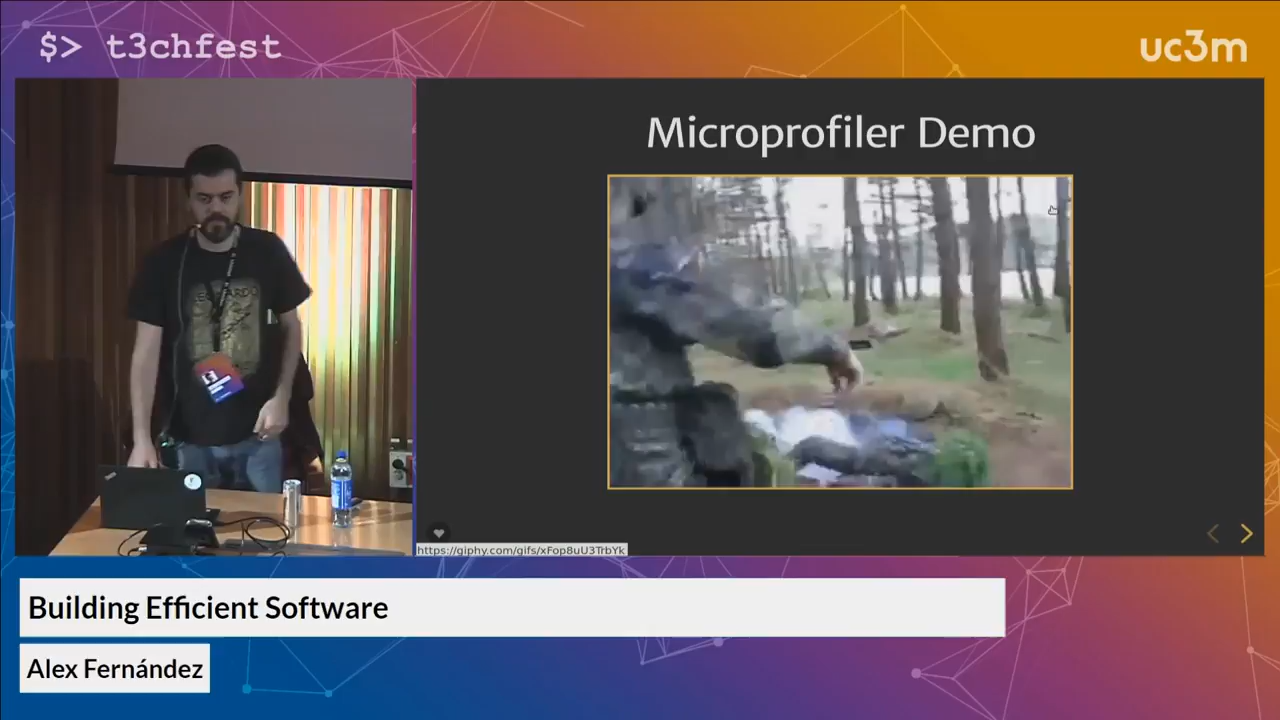 $> t3chfest
uc3m
Microprofiler Demo
https://giphy.com/gifs/xFop8uU3TrbYk
Building Efficient Software
Alex Fernández